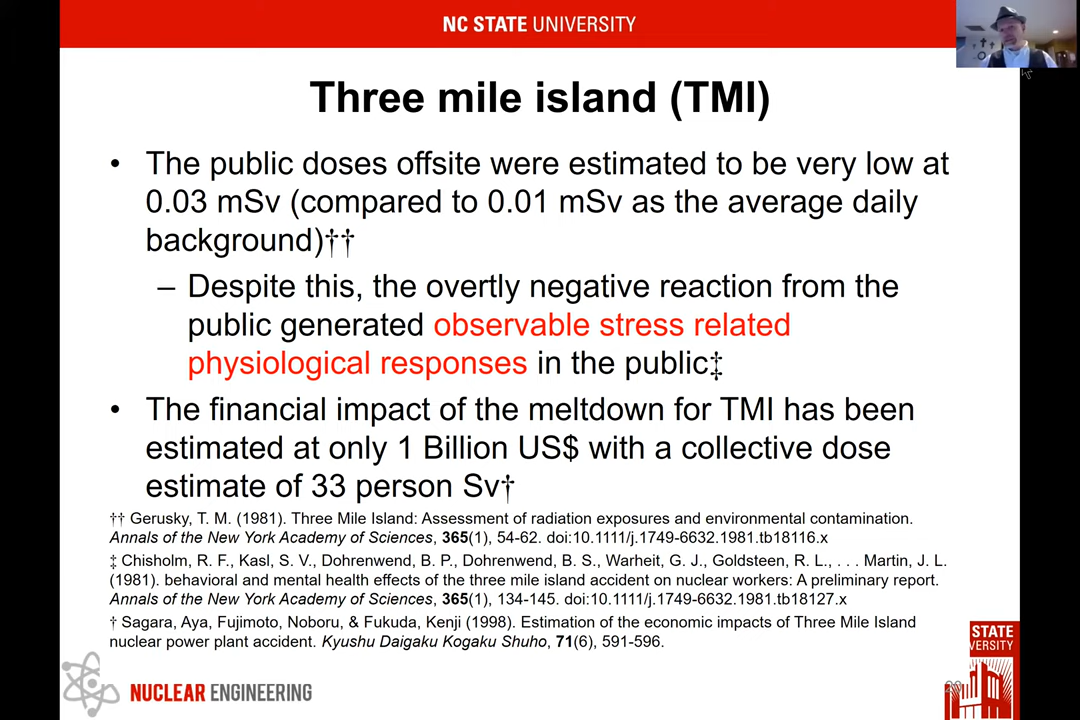 NC STATE UNIVERSITY
Three mile island (TMI)
• The public doses offsite were estimated to be very low at
0.03 mSv (compared to 0.01 mSv as the average daily
background)††
– Despite this, the overtly negative reaction from the
public generated observable stress related
physiological responses in the public‡
• The financial impact of the meltdown for TMI has been
estimated at only 1 Billion US$ with a collective dose
estimate of 33 person Sv†
†† Gerusky, T. M. (1981). Three Mile Island: Assessment of radiation exposures and environmental contamination.
Annals of the New York Academy of Sciences, 365(1), 54-62. doi:10.1111/j.1749-6632.1981.tb18116.x
‡ Chisholm, R. F., Kasl, S. V., Dohrenwend, B. P., Dohrenwend, B. S., Warheit, G. J., Goldsteen, R. L., . . . Martin, J. L.
(1981). behavioral and mental health effects of the three mile island accident on nuclear workers: A preliminary report.
Annals of the New York Academy of Sciences, 365(1), 134-145. doi:10.1111/j.1749-6632.1981.tb18127.x
† Sagara, Aya, Fujimoto, Noboru, & Fukuda, Kenji (1998). Estimation of the economic impacts of Three Mile Island
nuclear power plant accident. Kyushu Daigaku Kogaku Shuho, 71(6), 591-596.
NUCLEAR ENGINEERING
STATE
VERSITY